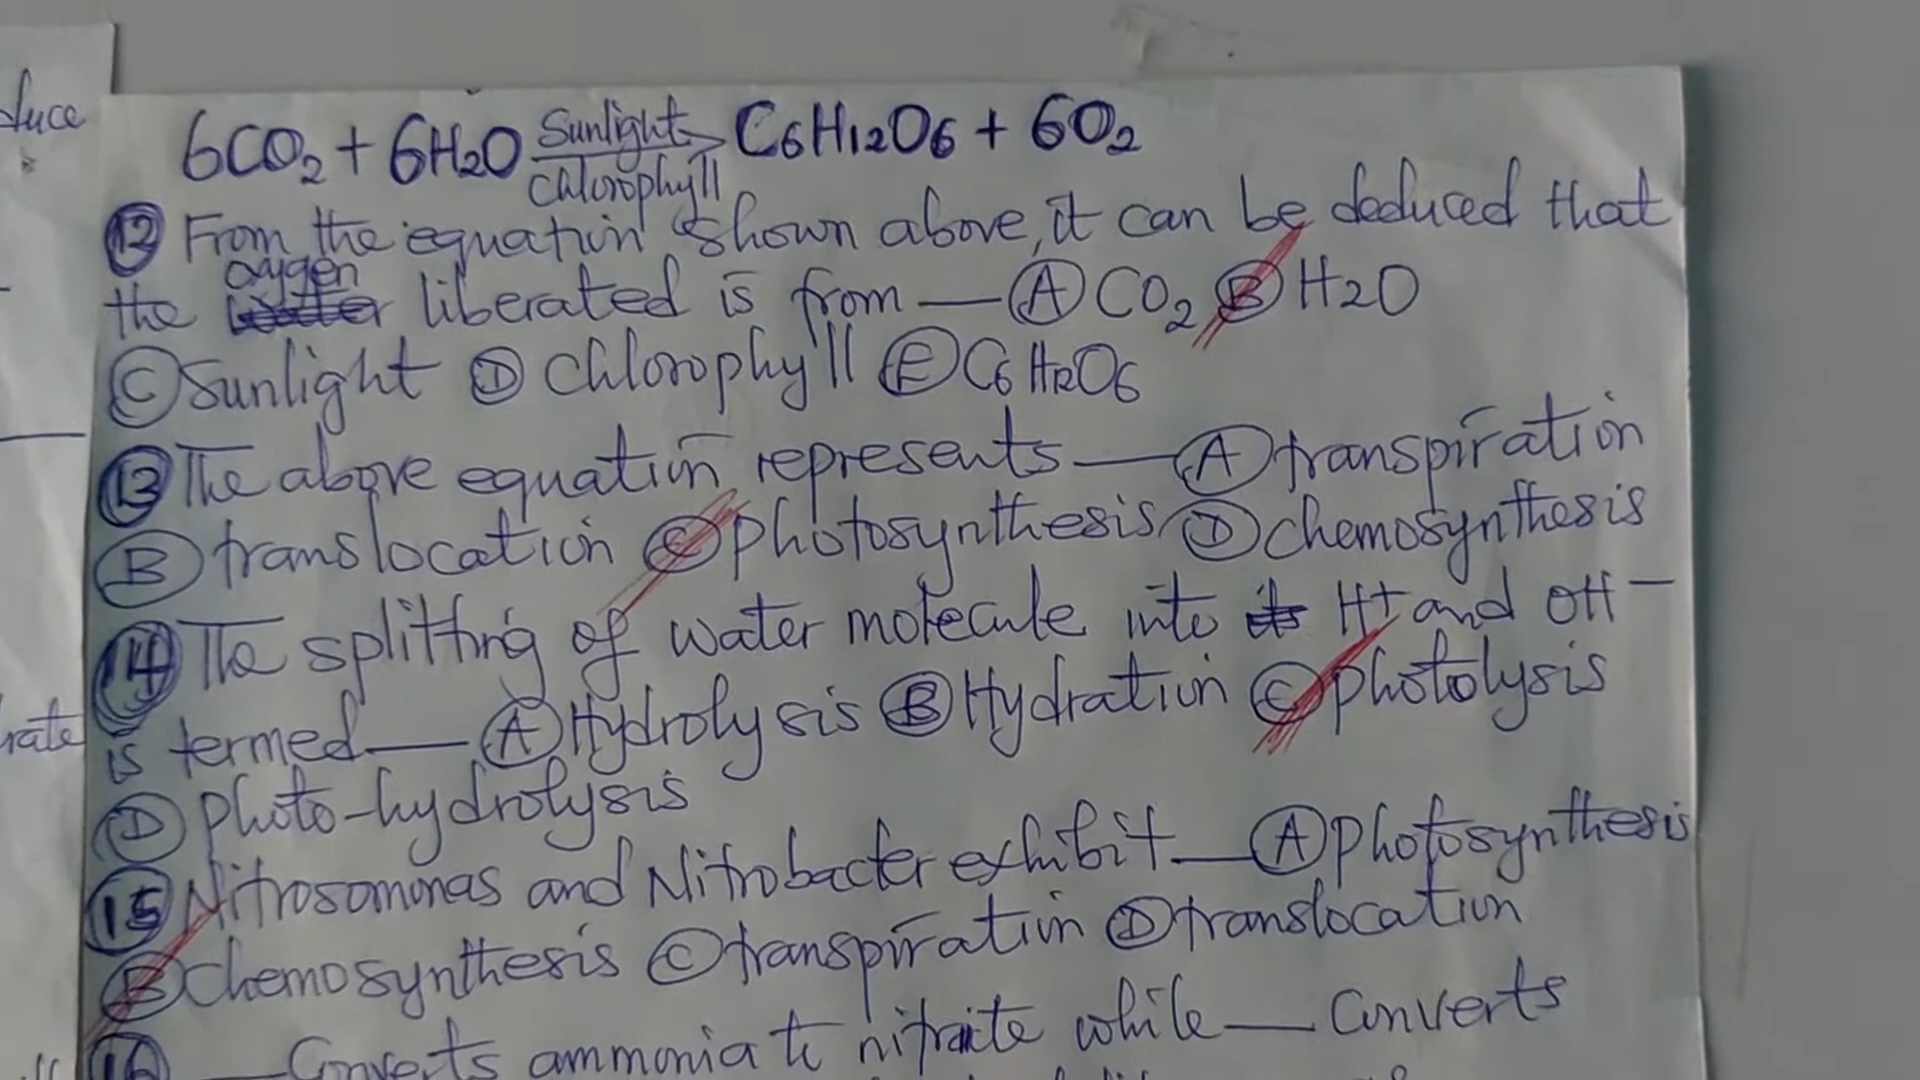 duce
rate
6CO2 + 6H2O Sunlight Chlorophyll C6H12O6 + 6O2
12 From the equation shown above, it can be deduced that
the oxygen liberated is from — A CO2 B H2O
C Sunlight D Chlorophyll E C6H12O6
13 The above equation represents — A transpiration
B translocation C photosynthesis D chemosynthesis
14 The splitting of water molecule into its H+ and OH−
is termed — A Hydrolysis B Hydration C photolysis
D photo-hydrolysis
15 Nitrosomonas and Nitrobacter exhibit — A photosynthesis
B Chemosynthesis C transpiration D translocation
16 — Converts ammonia to nitrite while — Converts